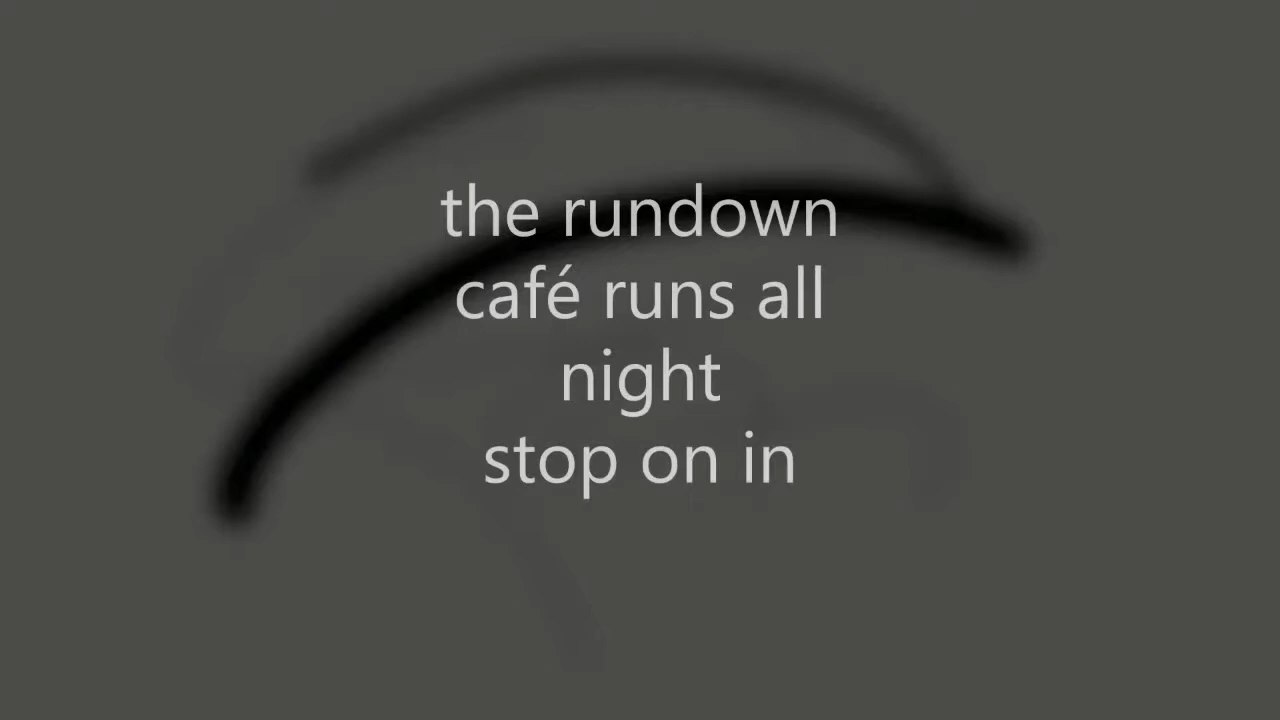 the rundown
café runs all
night
stop on in